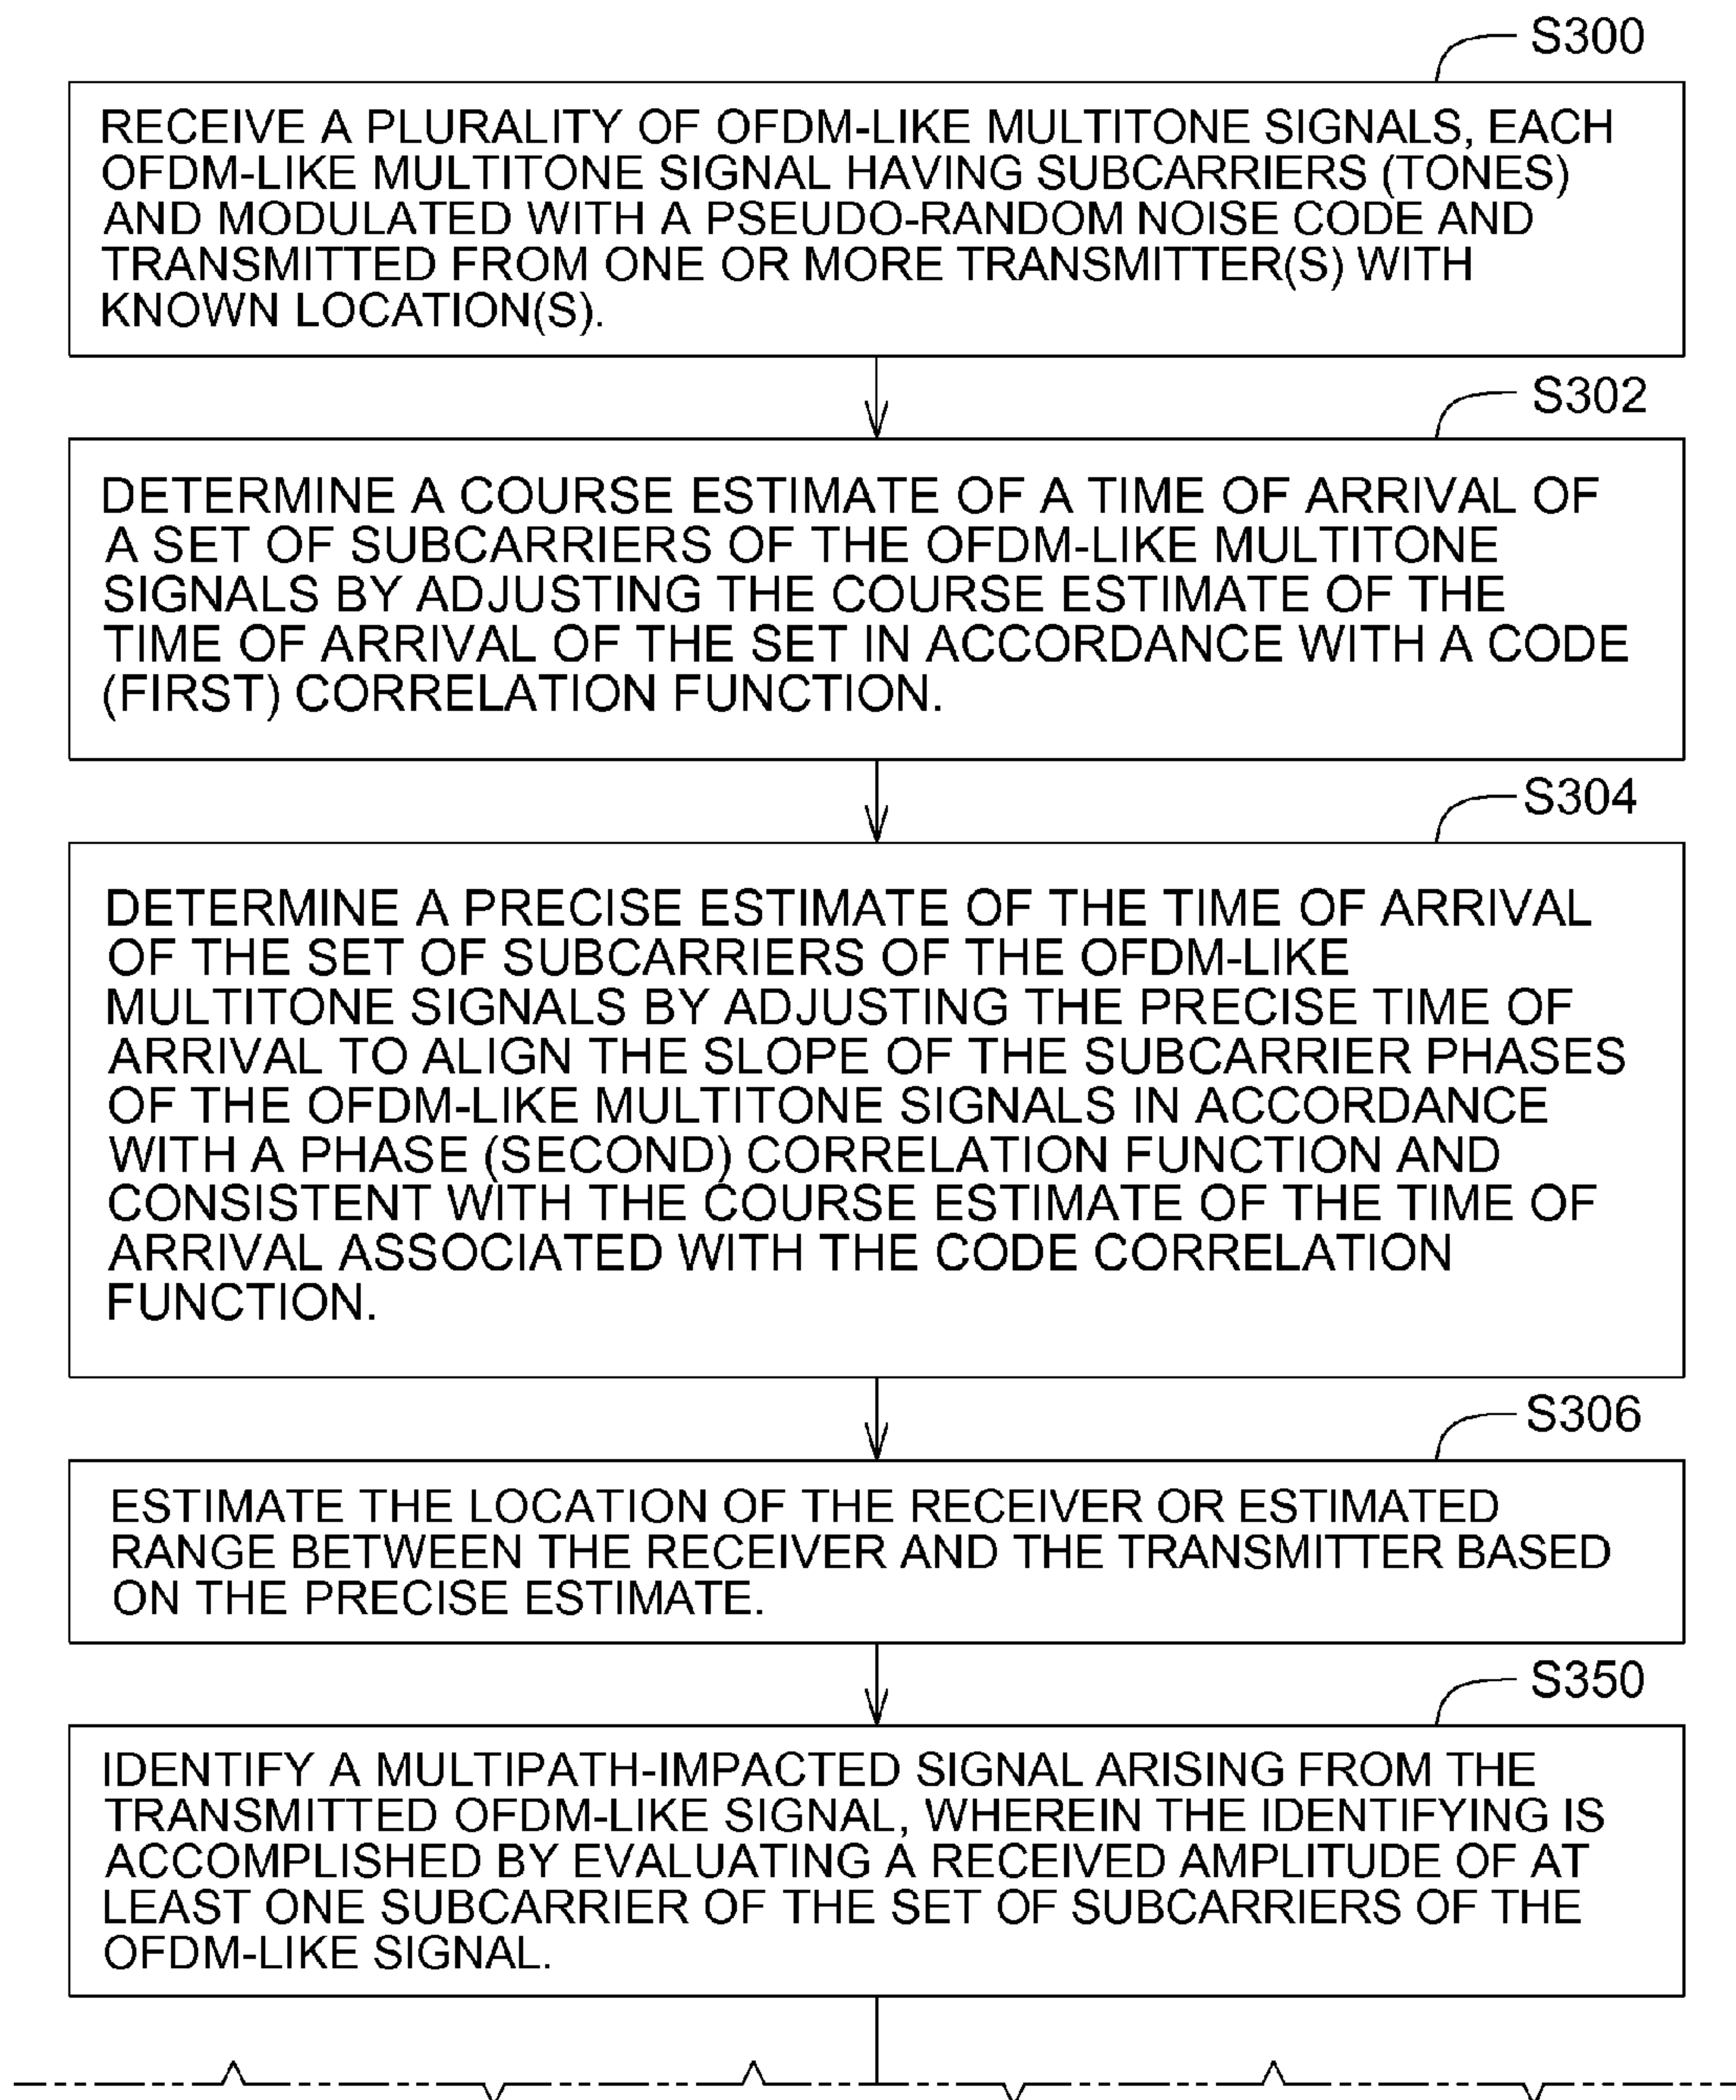 S300
RECEIVE A PLURALITY OF OFDM-LIKE MULTITONE SIGNALS, EACH
OFDM-LIKE MULTITONE SIGNAL HAVING SUBCARRIERS (TONES)
AND MODULATED WITH A PSEUDO-RANDOM NOISE CODE AND
TRANSMITTED FROM ONE OR MORE TRANSMITTER(S) WITH
KNOWN LOCATION(S).
S302
DETERMINE A COURSE ESTIMATE OF A TIME OF ARRIVAL OF
A SET OF SUBCARRIERS OF THE OFDM-LIKE MULTITONE
SIGNALS BY ADJUSTING THE COURSE ESTIMATE OF THE
TIME OF ARRIVAL OF THE SET IN ACCORDANCE WITH A CODE
(FIRST) CORRELATION FUNCTION.
S304
DETERMINE A PRECISE ESTIMATE OF THE TIME OF ARRIVAL
OF THE SET OF SUBCARRIERS OF THE OFDM-LIKE
MULTITONE SIGNALS BY ADJUSTING THE PRECISE TIME OF
ARRIVAL TO ALIGN THE SLOPE OF THE SUBCARRIER PHASES
OF THE OFDM-LIKE MULTITONE SIGNALS IN ACCORDANCE
WITH A PHASE (SECOND) CORRELATION FUNCTION AND
CONSISTENT WITH THE COURSE ESTIMATE OF THE TIME OF
ARRIVAL ASSOCIATED WITH THE CODE CORRELATION
FUNCTION.
S306
ESTIMATE THE LOCATION OF THE RECEIVER OR ESTIMATED
RANGE BETWEEN THE RECEIVER AND THE TRANSMITTER BASED
ON THE PRECISE ESTIMATE.
S350
IDENTIFY A MULTIPATH-IMPACTED SIGNAL ARISING FROM THE
TRANSMITTED OFDM-LIKE SIGNAL, WHEREIN THE IDENTIFYING IS
ACCOMPLISHED BY EVALUATING A RECEIVED AMPLITUDE OF AT
LEAST ONE SUBCARRIER OF THE SET OF SUBCARRIERS OF THE
OFDM-LIKE SIGNAL.